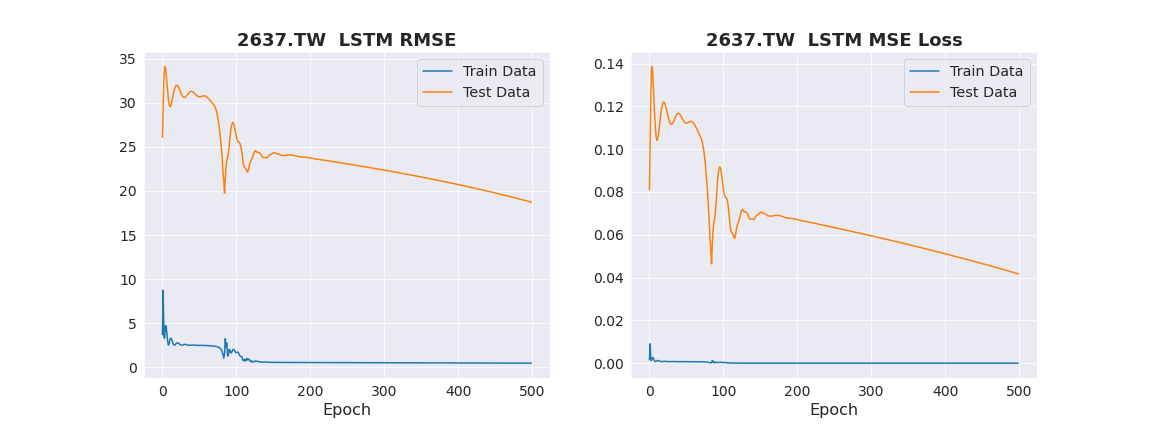 2637.TW  LSTM RMSE
35
30
25
20
15
10
5
0
Train Data
Test Data
0 100 200 300 400 500
Epoch
2637.TW  LSTM MSE Loss
0.14
0.12
0.10
0.08
0.06
0.04
0.02
0.00
Train Data
Test Data
0 100 200 300 400 500
Epoch